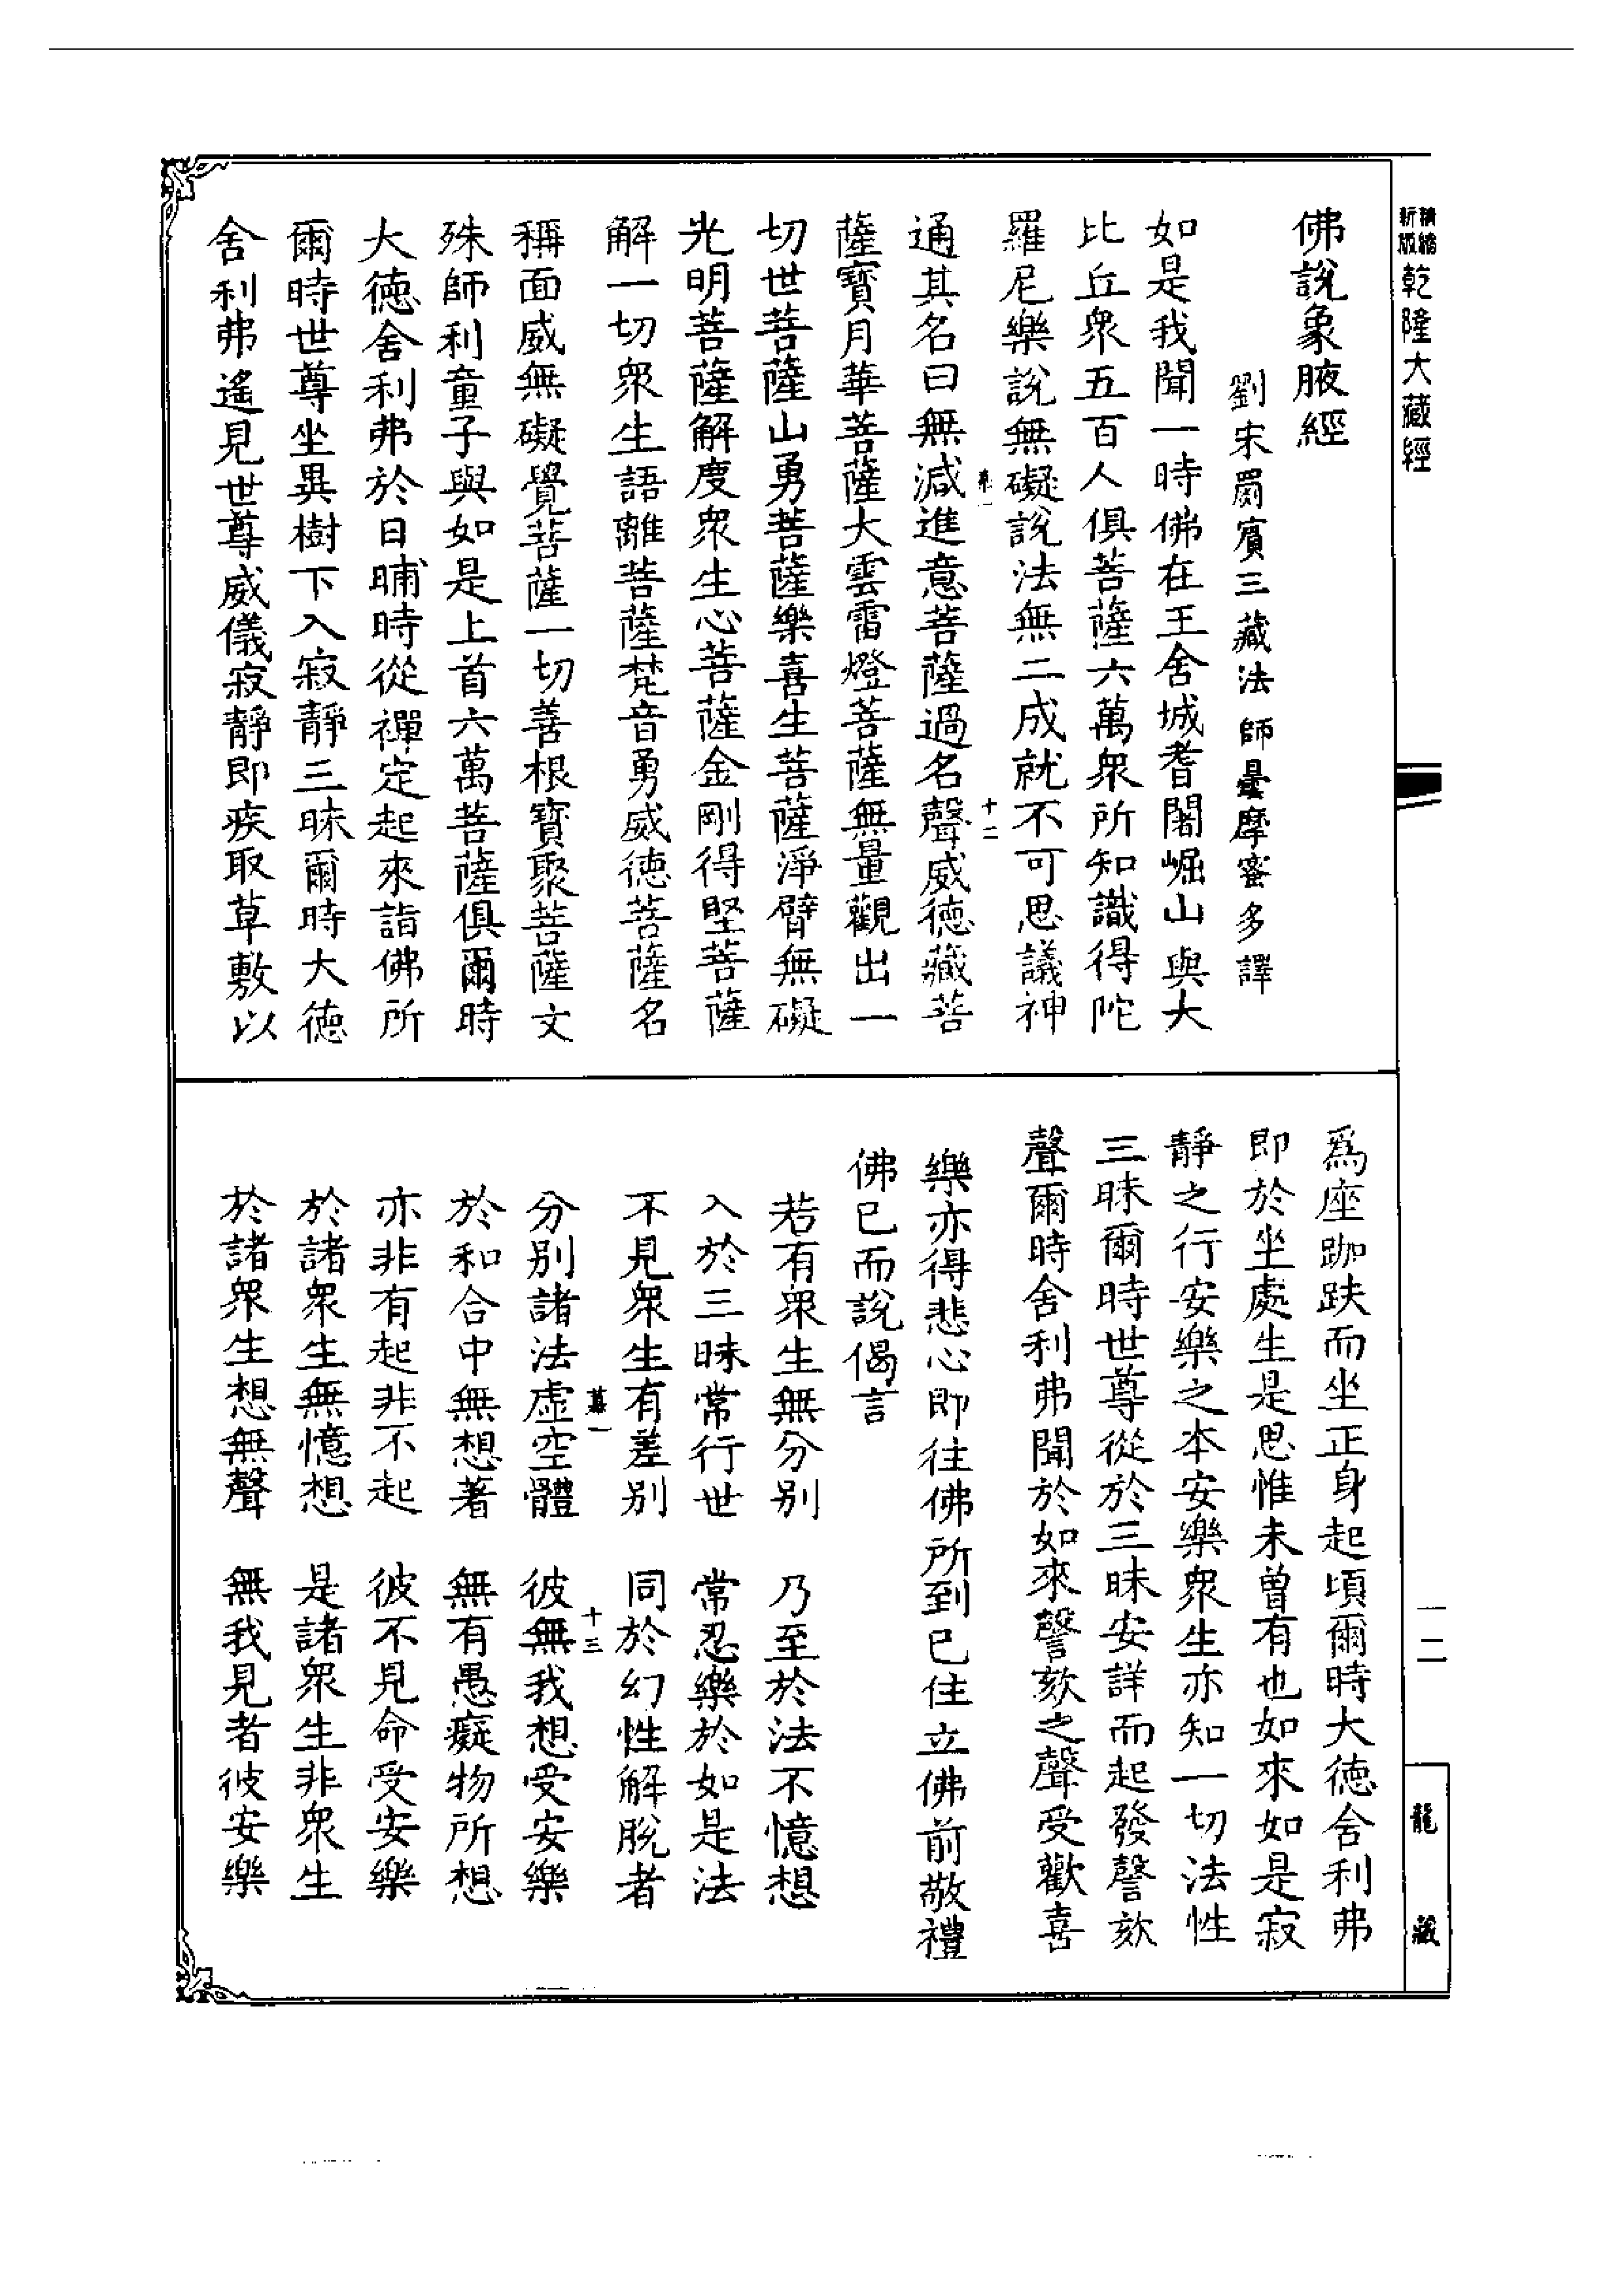 精縮
新版
乾隆大藏經
佛說象腋經
劉宋罽賓三藏法師曇摩蜜多譯
如是我聞一時佛在王舍城耆闍崛山與大
比丘眾五百人俱菩薩六萬眾所知識得陀
羅尼樂說無礙說法無二成就不可思議神
十二
通其名曰無減進意菩薩過名聲威德藏菩
薩寶月華菩薩大雲雷燈菩薩無量觀出一
切世菩薩山勇菩薩樂喜生菩薩淨臂無礙
光明菩薩解度眾生心菩薩金剛得堅菩薩
解一切眾生語離菩薩梵音勇威德菩薩名
稱面威無礙覺菩薩一切善根寶聚菩薩文
殊師利童子與如是上首六萬菩薩俱爾時
大德舍利弗於日晡時從禪定起來詣佛所
爾時世尊坐異樹下入寂靜三昧爾時大德
舍利弗遙見世尊威儀寂靜即疾取草敷以
為座跏趺而坐正身起頃爾時大德舍利弗
即於坐處生是思惟未曾有也如來如是寂
靜之行安樂之本安樂眾生亦知一切法性
三昧爾時世尊從於三昧安詳而起發謦欬
聲爾時舍利弗聞於如來謦欬之聲受歡喜
樂亦得悲心即往佛所到已住立佛前敬禮
佛已而說偈言
若有眾生無分別　乃至於法不憶想
入於三昧常行世　常忍樂於如是法
不見眾生有差別　同於幻性解脫者
慕一　十三
分別諸法虛空體　彼無我想受安樂
於和合中無想著　無有愚癡物所想
亦非有起非不起　彼不見命受安樂
於諸眾生無憶想　是諸眾生非眾生
於諸眾生想無聲　無我見者彼安樂
一二
龍藏